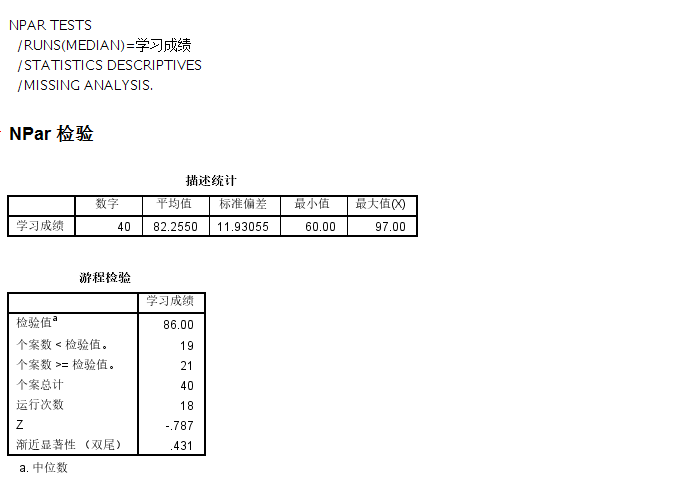 NPAR TESTS
/RUNS(MEDIAN)=学习成绩
/STATISTICS DESCRIPTIVES
/MISSING ANALYSIS.
NPar 检验
描述统计
数字 平均值 标准偏差 最小值 最大值(X)
学习成绩 40 82.2550 11.93055 60.00 97.00
游程检验
学习成绩
检验值a 86.00
个案数 < 检验值。 19
个案数 >= 检验值。 21
个案总计 40
运行次数 18
Z -.787
渐近显著性 （双尾） .431
a. 中位数